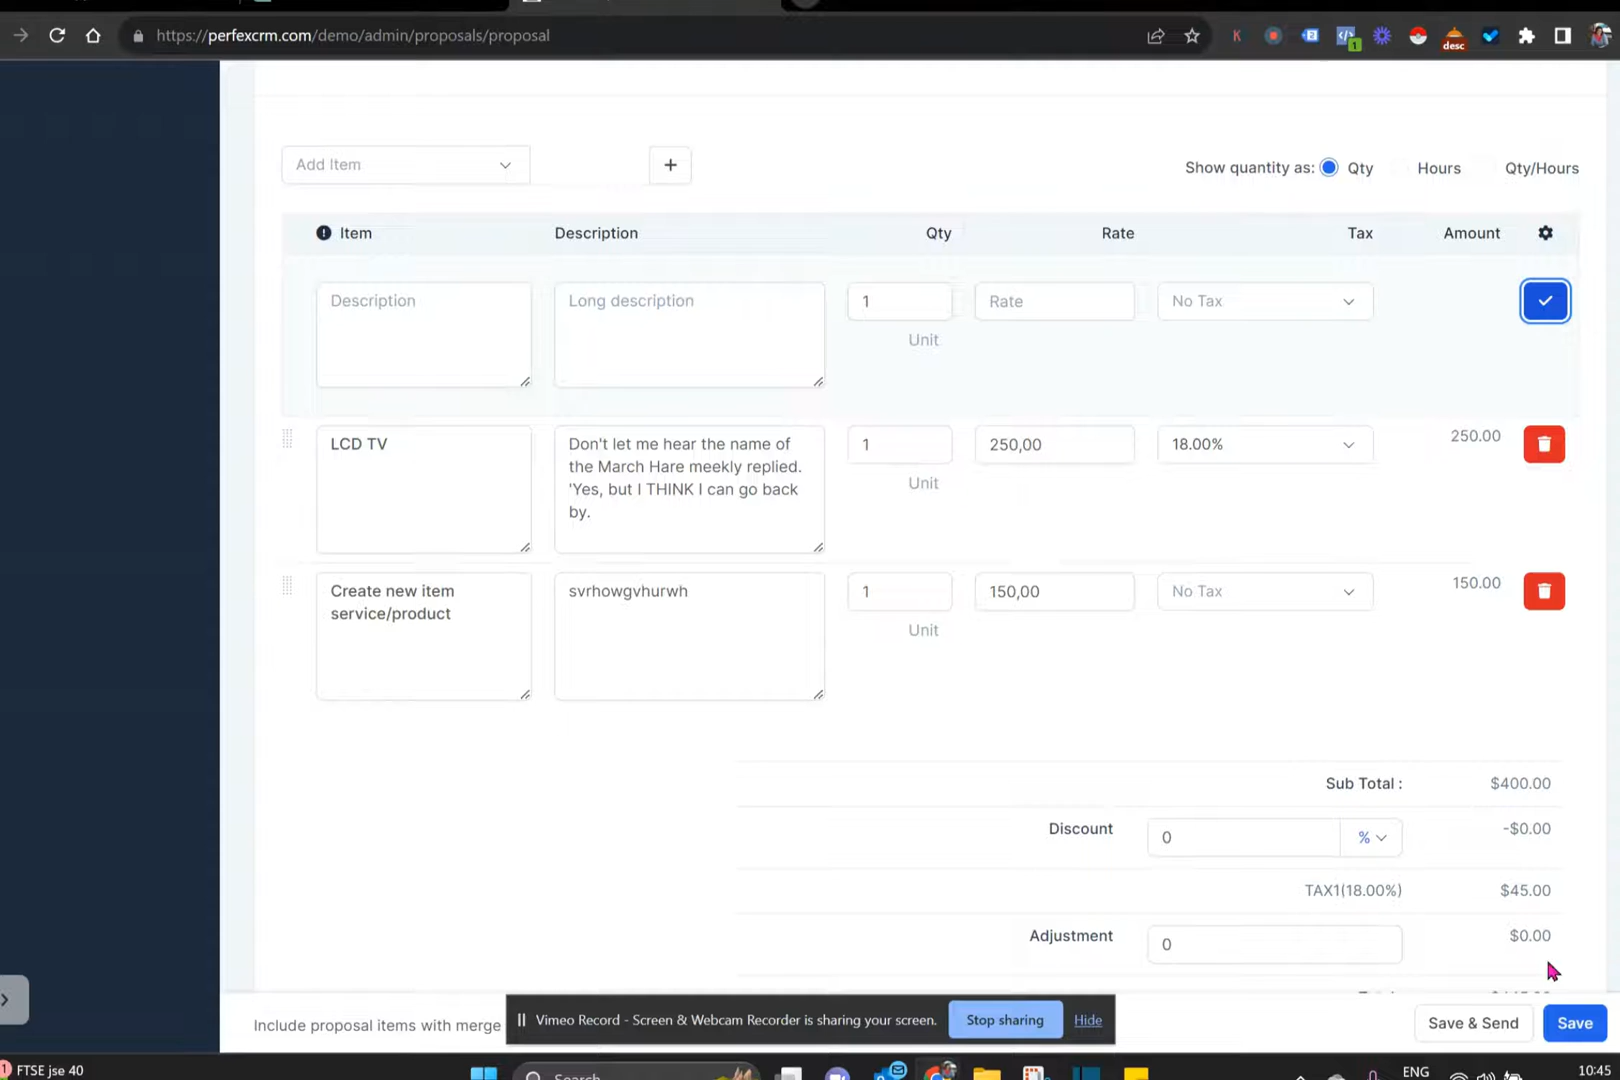 https://perfexcrm.com/demo/admin/proposals/proposal
K
1
desc
Add Item
+
Show quantity as:
Qty
Hours
Qty/Hours
Item
Description
Qty
Rate
Tax
Amount
Description
Long description
1
Rate
No Tax
Unit
LCD TV
Don't let me hear the name of
the March Hare meekly replied.
'Yes, but I THINK I can go back
by.
1
250,00
18.00%
250.00
Unit
Create new item
service/product
svrhowgvhurwh
1
150,00
No Tax
150.00
Unit
Sub Total :
$400.00
Discount
0
%
-$0.00
TAX1(18.00%)
$45.00
Adjustment
0
$0.00
Include proposal items with merge
Vimeo Record - Screen & Webcam Recorder is sharing your screen.
Stop sharing
Hide
Save & Send
Save
1
FTSE jse 40
Search
ENG
10:45